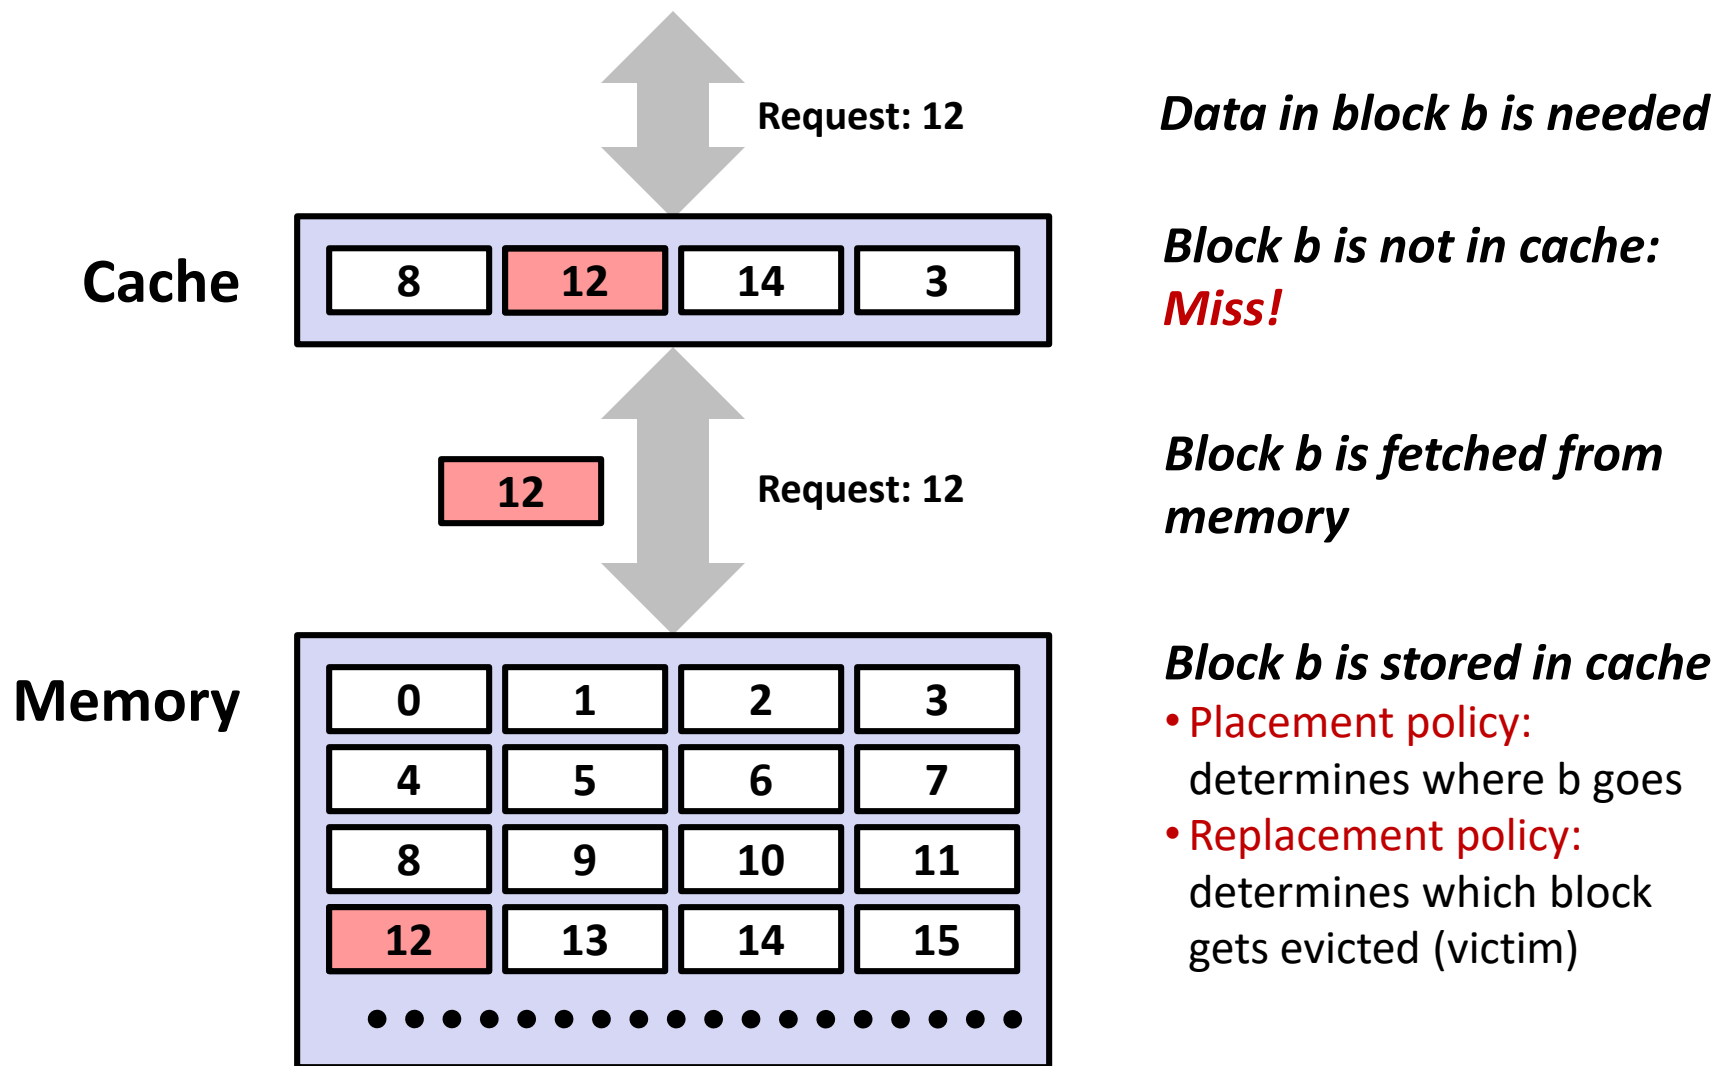 Request: 12
Data in block b is needed
Cache
8 12 14 3
Block b is not in cache:
Miss!
12
Request: 12
Block b is fetched from
memory
Memory
0 1 2 3
4 5 6 7
8 9 10 11
12 13 14 15
Block b is stored in cache
• Placement policy:
determines where b goes
• Replacement policy:
determines which block
gets evicted (victim)